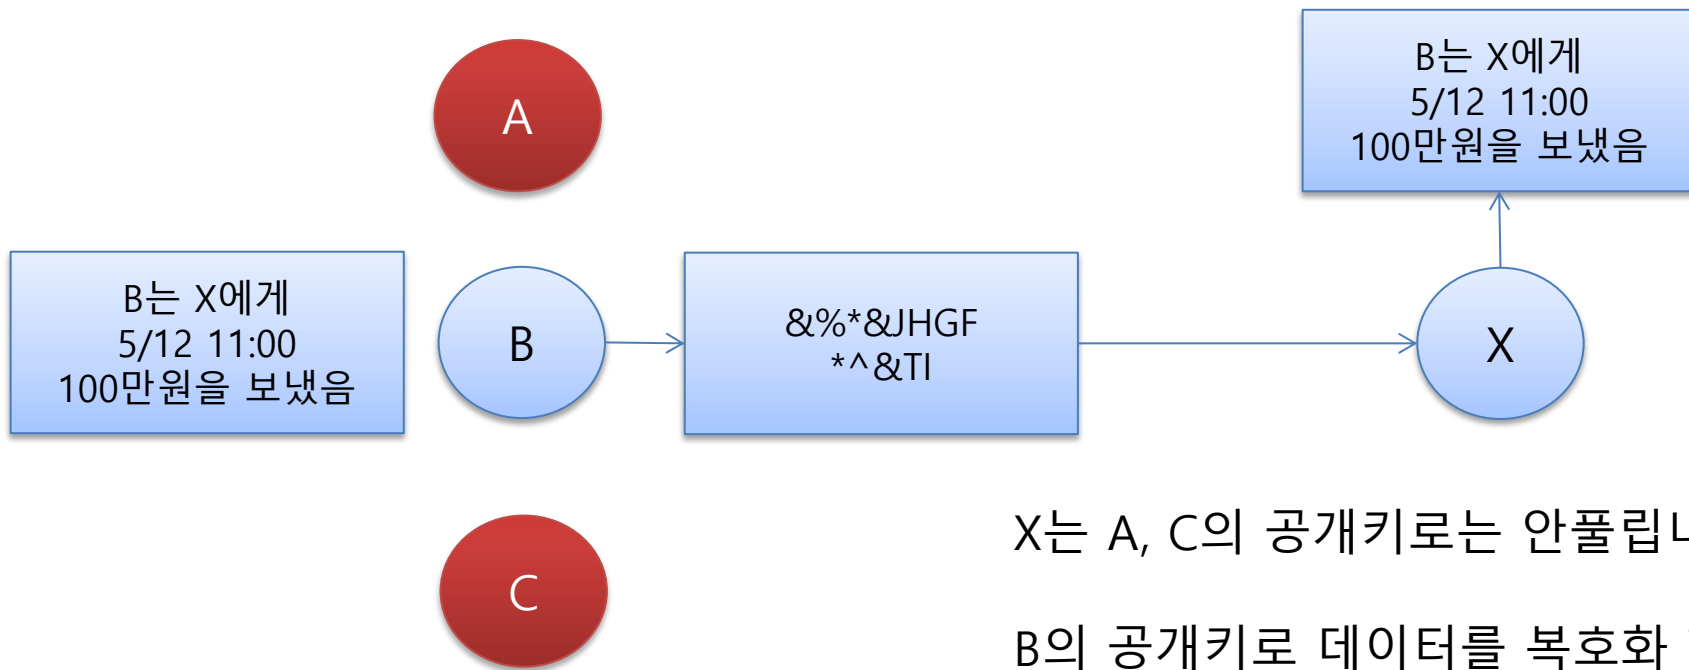 A
B는 X에게
5/12 11:00
100만원을 보냈음
B는 X에게
5/12 11:00
100만원을 보냈음
B
&%*&JHGF
*^&TI
X
C
X는 A, C의 공개키로는
B의 공개키로 데이터를 복호화